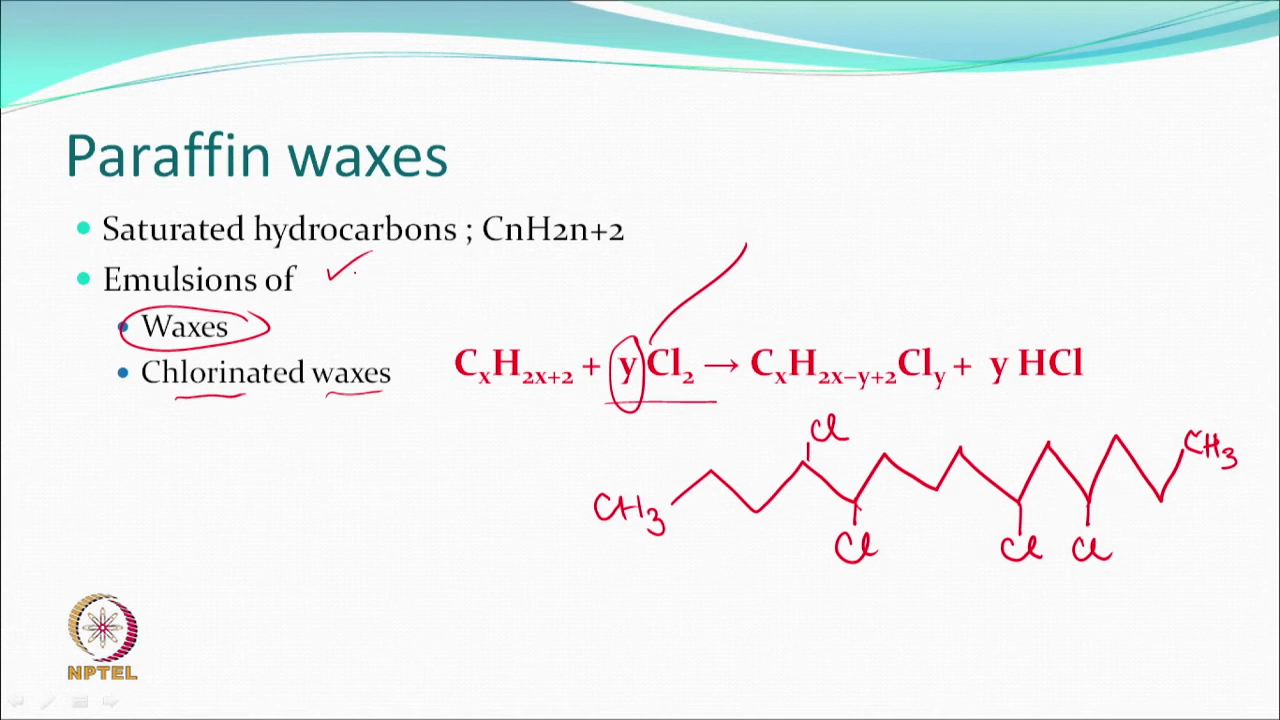 Paraffin waxes
• Saturated hydrocarbons ; CnH2n+2
• Emulsions of
• Waxes
• Chlorinated waxes
CₓH₂ₓ₊₂ + y Cl₂ → CₓH₂ₓ₋y₊₂Cly + y HCl
Cl
CH₃
CH₃
Cl Cl Cl
NPTEL